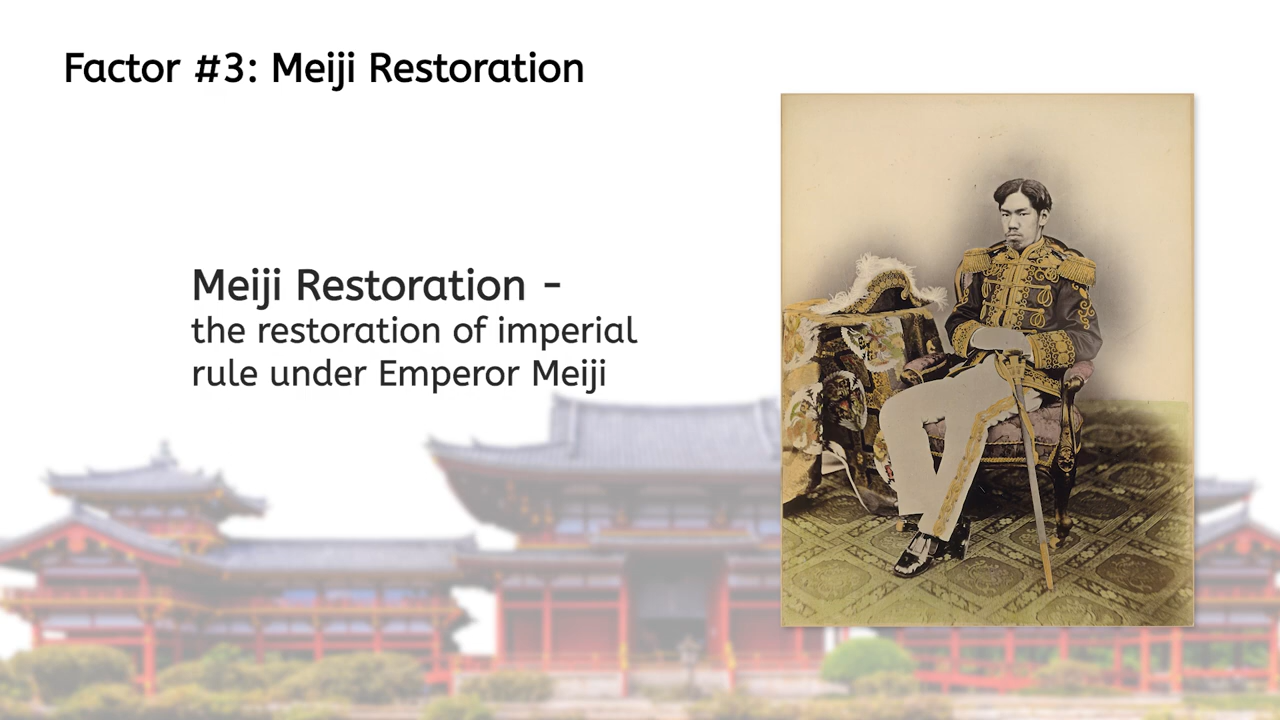 Factor #3: Meiji Restoration
Meiji Restoration -
the restoration of imperial
rule under Emperor Meiji